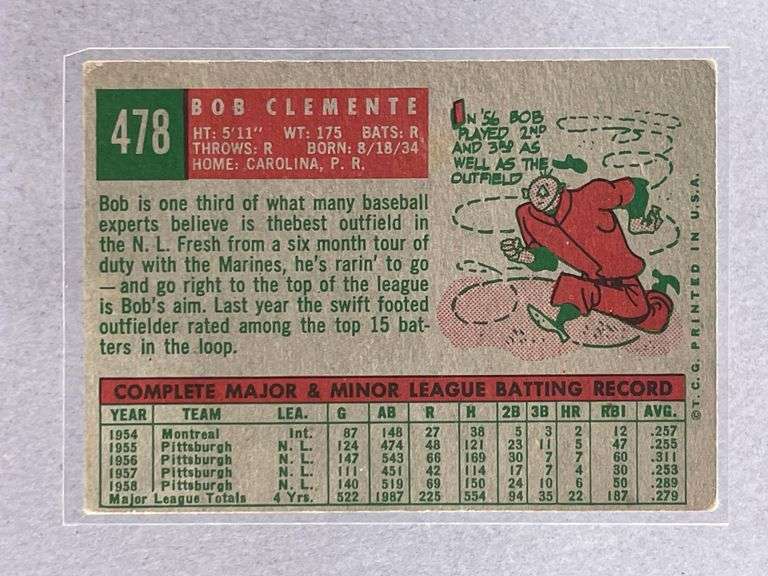 478
BOB CLEMENTE
HT: 5'11" WT: 175 BATS: R
THROWS: R BORN: 8/18/34
HOME: CAROLINA, P. R.
Bob is one third of what many baseball
experts believe is thebest outfield in
the N. L. Fresh from a six month tour of
duty with the Marines, he's rarin' to go
—and go right to the top of the league
is Bob's aim. Last year the swift footed
outfielder rated among the top 15 bat-
ters in the loop.
IN '56 BOB
PLAYED 2ND
AND 3RD AS
WELL AS THE
OUTFIELD
© T. C. G. PRINTED IN U.S.A.
COMPLETE MAJOR & MINOR LEAGUE BATTING RECORD
YEAR TEAM LEA. G AB R H 2B 3B HR RBI AVG.
1954 Montreal Int. 87 148 27 38 5 3 2 12 .257
1955 Pittsburgh N. L. 124 474 48 121 23 11 5 47 .255
1956 Pittsburgh N. L. 147 543 66 169 30 7 7 60 .311
1957 Pittsburgh N. L. 111 451 42 114 17 7 4 30 .253
1958 Pittsburgh N. L. 140 519 69 150 24 10 6 50 .289
Major League Totals 4 Yrs. 522 1987 225 554 94 35 22 187 .279